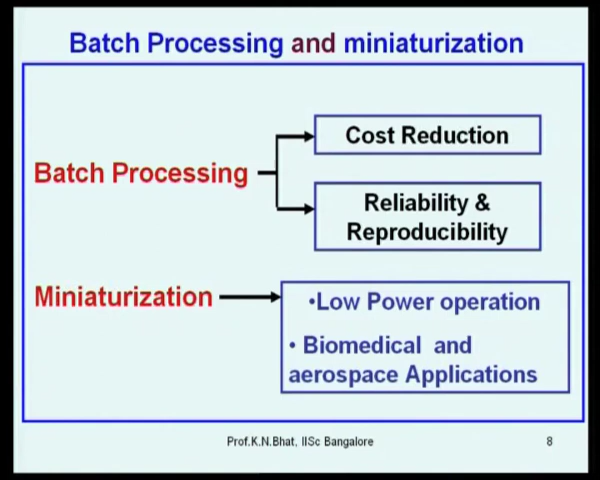 Batch Processing and miniaturization
Batch Processing
Cost Reduction
Reliability &
Reproducibility
Miniaturization
•Low Power operation
• Biomedical and
aerospace Applications
Prof.K.N.Bhat, IISc Bangalore
8